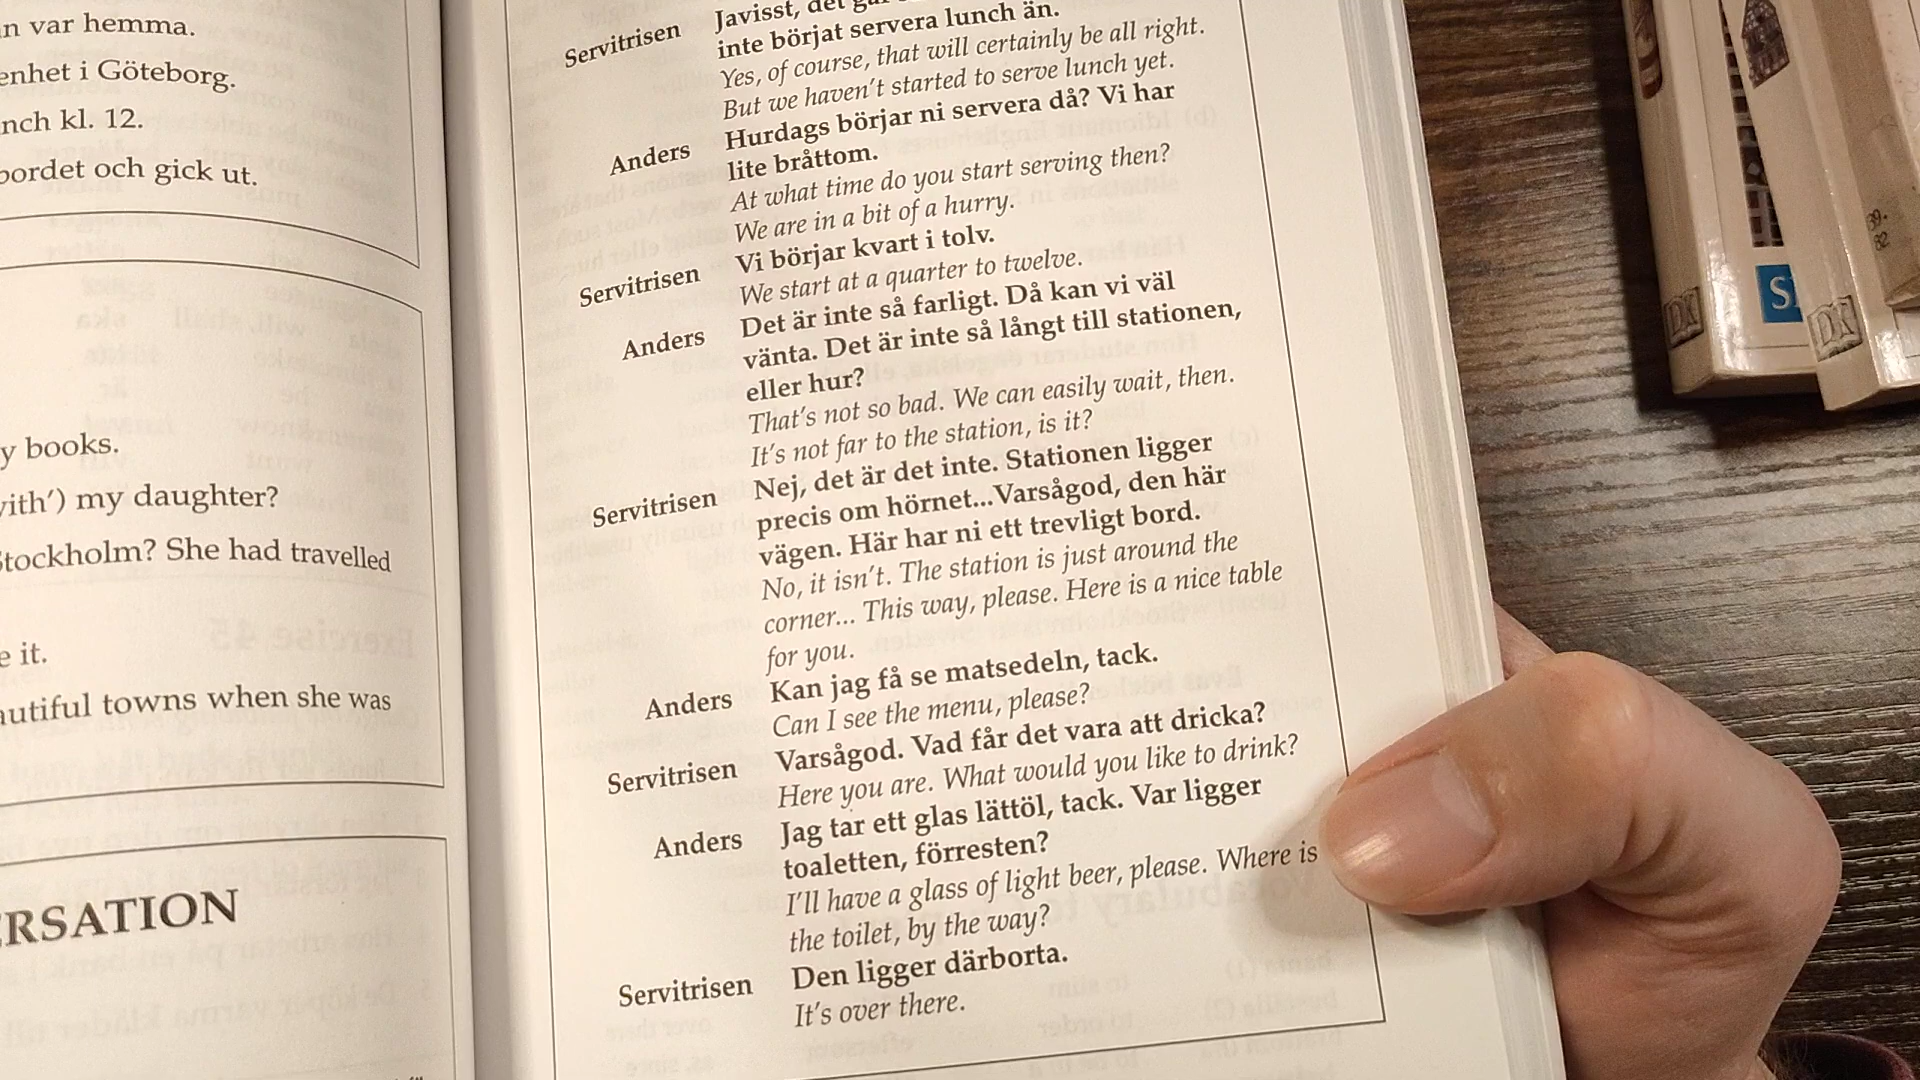 n var hemma.
enhet i Göteborg.
nch kl. 12.
bordet och gick ut.
y books.
with') my daughter?
Stockholm? She had travelled
e it.
autiful towns when she was
ERSATION
Servitrisen Javisst, det
inte börjat servera lunch än.
Yes, of course, that will certainly be all right.
But we haven't started to serve lunch yet.
Anders Hurdags börjar ni servera då? Vi har
lite bråttom.
At what time do you start serving then?
We are in a bit of a hurry.
Servitrisen Vi börjar kvart i tolv.
We start at a quarter to twelve.
Anders Det är inte så farligt. Då kan vi väl
vänta. Det är inte så långt till stationen,
eller hur?
That's not so bad. We can easily wait, then.
It's not far to the station, is it?
Servitrisen Nej, det är det inte. Stationen ligger
precis om hörnet...Varsågod, den här
vägen. Här har ni ett trevligt bord.
No, it isn't. The station is just around the
corner... This way, please. Here is a nice table
for you.
Anders Kan jag få se matsedeln, tack.
Can I see the menu, please?
Servitrisen Varsågod. Vad får det vara att dricka?
Here you are. What would you like to drink?
Anders Jag tar ett glas lättöl, tack. Var ligger
toaletten, förresten?
I'll have a glass of light beer, please. Where is
the toilet, by the way?
Servitrisen Den ligger därborta.
It's over there.
DK
S
DK
39.
82